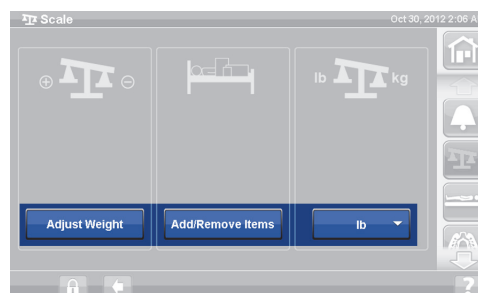 Scale
Oct 30, 2012 2:06 A
lb kg
Adjust Weight
Add/Remove Items
lb
?